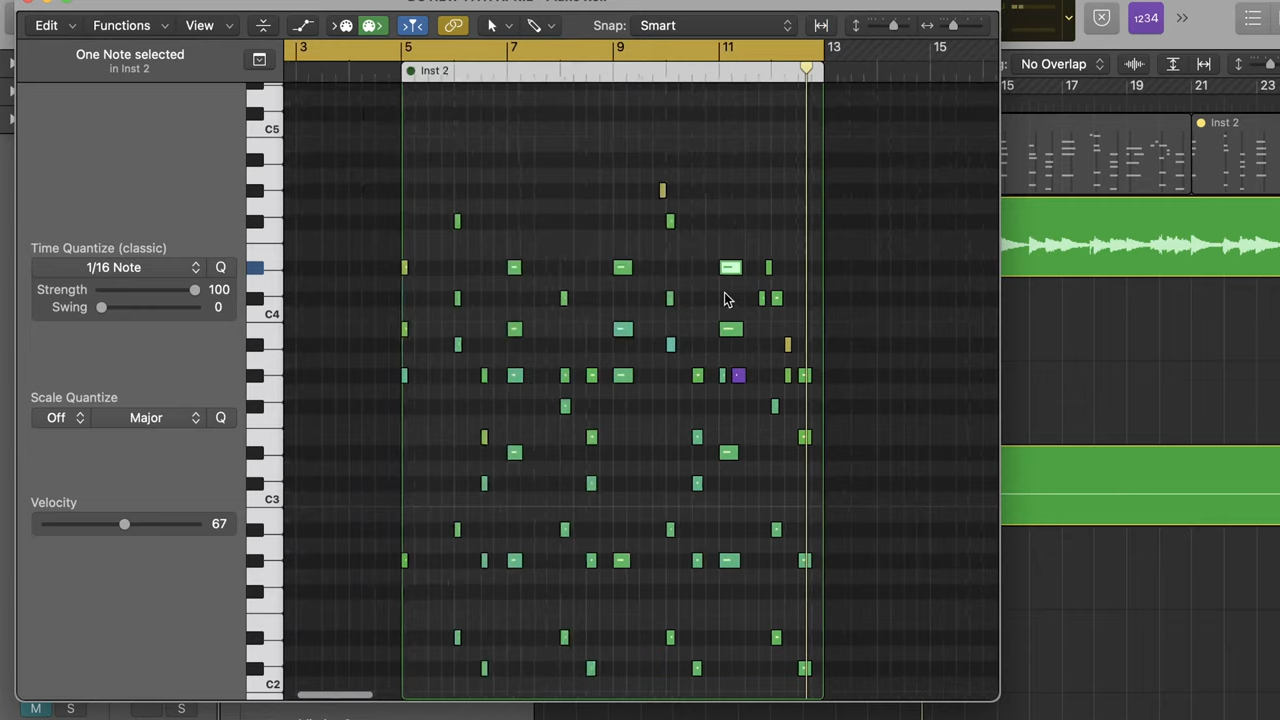 Edit Functions View Snap: Smart
One Note selected
in Inst 2
3 5 7 9 11 13 15
Inst 2
C5
Time Quantize (classic)
1/16 Note Q
Strength 100
Swing 0
C4
Scale Quantize
Off Major Q
C3
Velocity
67
C2
M S S
1234
No Overlap
15 17 19 21 23
Inst 2